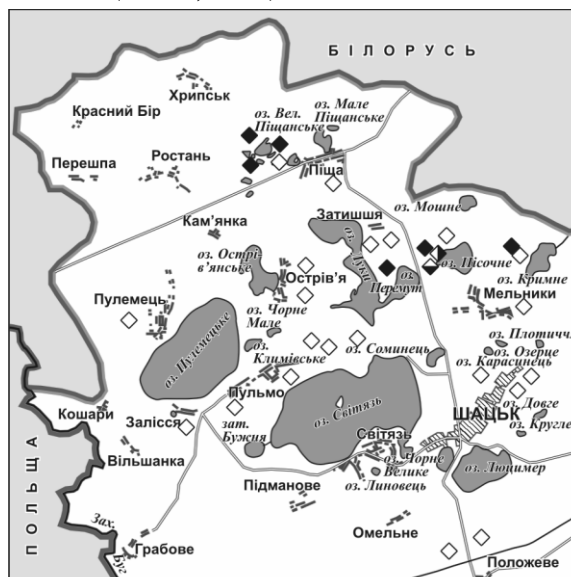 БІЛОРУСЬ
Хрипськ
оз. Вел.
Піщанське
оз. Мале
Піщанське
Красний Бір
Перешпа
Ростань
Піща
оз. Мошне
Кам’янка
Затишшя
оз. Острі-
в’янське
оз. Луки
оз.
Перемут
оз. Пісочне
оз.
Кримне
Острів’я
Пулемець
Мельники
оз. Чорне
Мале
оз. Пулемецьке
оз.
Климівське
оз. Соминець
оз. Плотиччя
оз. Озерце
оз. Карасинець
Пульмо
оз. Світязь
оз. Довге
ШАЦЬК
оз.
Кругле
Кошари
Залісся
зат.
Бужня
Світязь
оз. Чорне
Велике
оз. Люцимер
Вільшанка
оз. Линовець
Підманове
ПОЛЬЩА
Зах.
Буг
Грабове
Омельне
Положеве